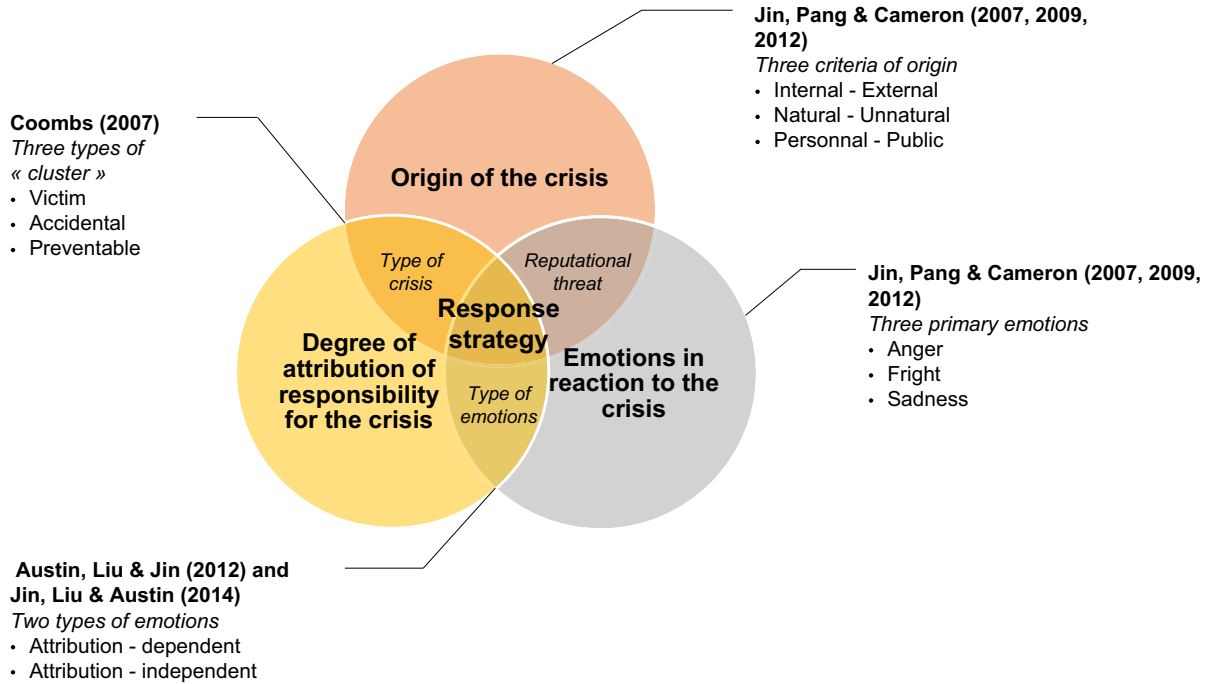 Jin, Pang & Cameron (2007, 2009,
2012)
Three criteria of origin
• Internal - External
• Natural - Unnatural
• Personnal - Public
Coombs (2007)
Three types of
« cluster »
• Victim
• Accidental
• Preventable
Origin of the crisis
Type of
crisis
Reputational
threat
Response
strategy
Degree of
attribution of
responsibility
for the crisis
Emotions in
reaction to the
crisis
Type of
emotions
Jin, Pang & Cameron (2007, 2009,
2012)
Three primary emotions
• Anger
• Fright
• Sadness
Austin, Liu & Jin (2012) and
Jin, Liu & Austin (2014)
Two types of emotions
• Attribution - dependent
• Attribution - independent